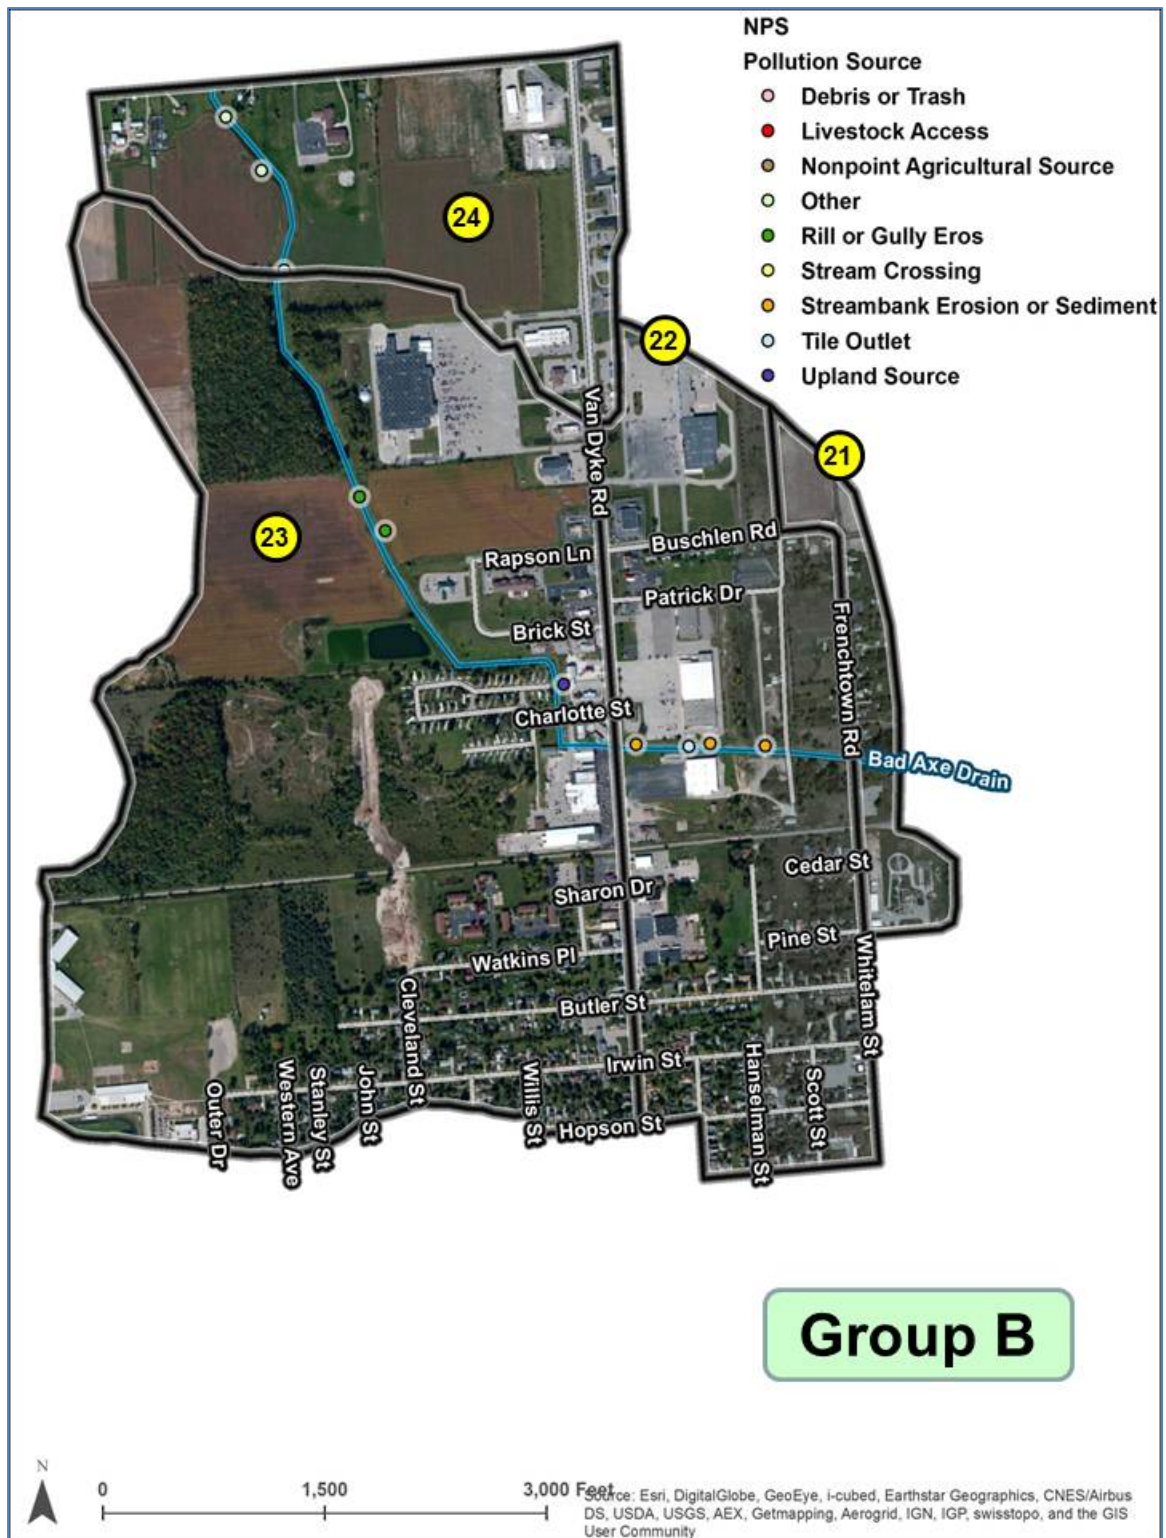 NPS
Pollution Source
Debris or Trash
Livestock Access
Nonpoint Agricultural Source
Other
Rill or Gully Eros
Stream Crossing
Streambank Erosion or Sediment
Tile Outlet
Upland Source
24
22
21
23
Van Dyke Rd
Buschlen Rd
Rapson Ln
Patrick Dr
Brick St
Frenchtown Rd
Charlotte St
Bad Axe Drain
Cedar St
Sharon Dr
Pine St
Watkins Pl
Whitelam St
Butler St
Cleveland St
Irwin St
Outer Dr
Western Ave
Stanley St
John St
Willis St
Hopson St
Hanselman St
Scott St
Group B
N
0
1,500
3,000 Feet
Source: Esri, DigitalGlobe, GeoEye, i-cubed, Earthstar Geographics, CNES/Airbus
DS, USDA, USGS, AEX, Getmapping, Aerogrid, IGN, IGP, swisstopo, and the GIS
User Community